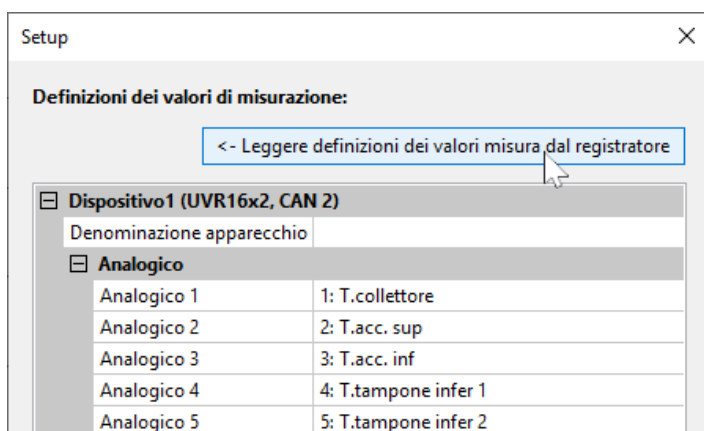 Setup
Definizioni dei valori di misurazione:
<- Leggere definizioni dei valori misura dal registratore
Dispositivo1 (UVR16x2, CAN 2)
Denominazione apparecchio
Analogico
Analogico 1 1: T.collettore
Analogico 2 2: T.acc. sup
Analogico 3 3: T.acc. inf
Analogico 4 4: T.tampone infer 1
Analogico 5 5: T.tampone infer 2